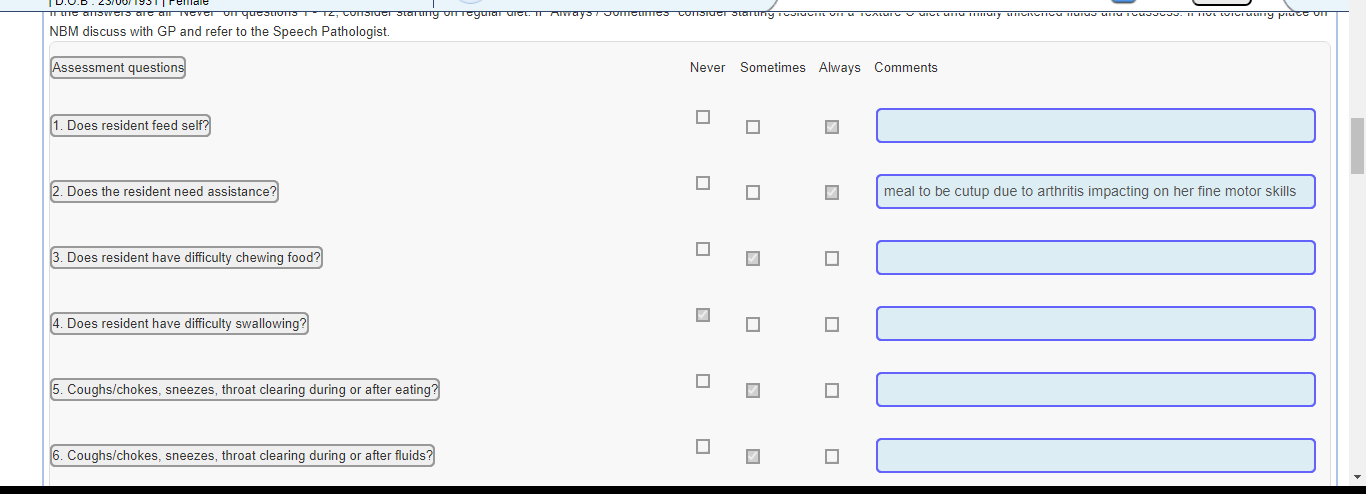 D.O.B : 23/06/1931 | Female
If the answers are all "Never" on questions 1 - 12, consider starting on regular diet. If "Always / Sometimes" consider starting resident on a Texture C diet and mildly thickened fluids and reassess. If not tolerating place on
NBM discuss with GP and refer to the Speech Pathologist.
Assessment questions Never Sometimes Always Comments
1. Does resident feed self?
2. Does the resident need assistance? meal to be cutup due to arthritis impacting on her fine motor skills
3. Does resident have difficulty chewing food?
4. Does resident have difficulty swallowing?
5. Coughs/chokes, sneezes, throat clearing during or after eating?
6. Coughs/chokes, sneezes, throat clearing during or after fluids?